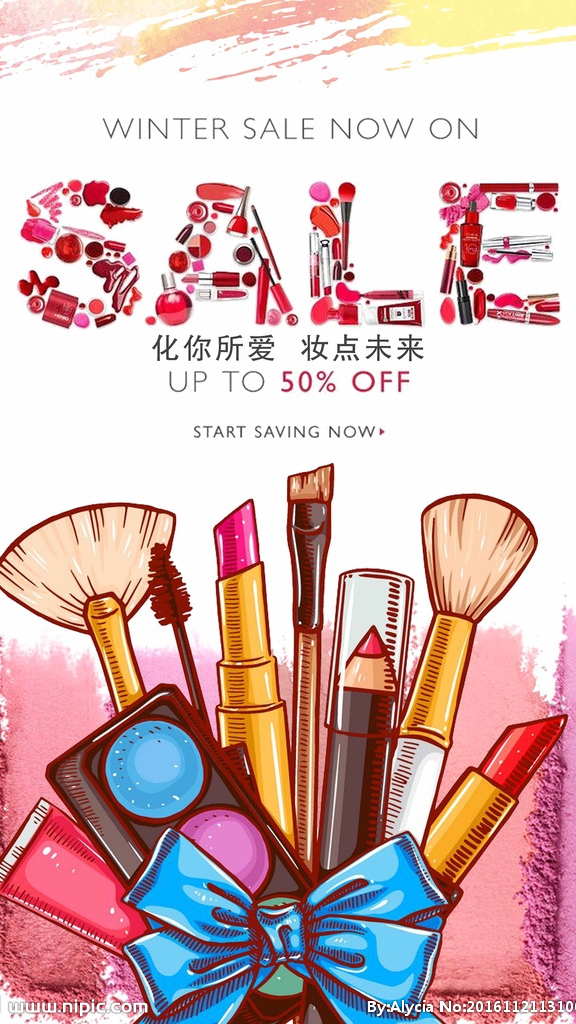 WINTER SALE NOW ON
SALE
化你所爱 妆点未来
UP TO 50% OFF
START SAVING NOW
www.nipic.com
By:Alycia No:2016112113100